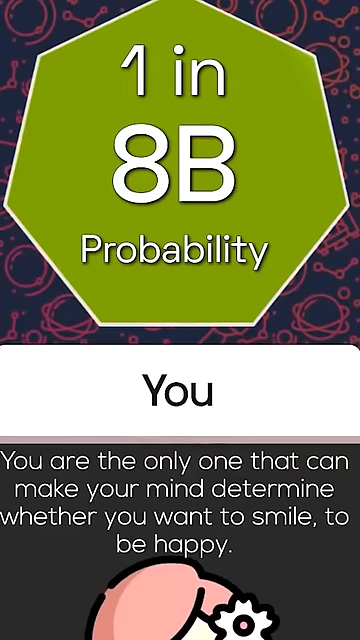 1 in
8B
Probability
You
You are the only one that can
make your mind determine
whether you want to smile, to
be happy.